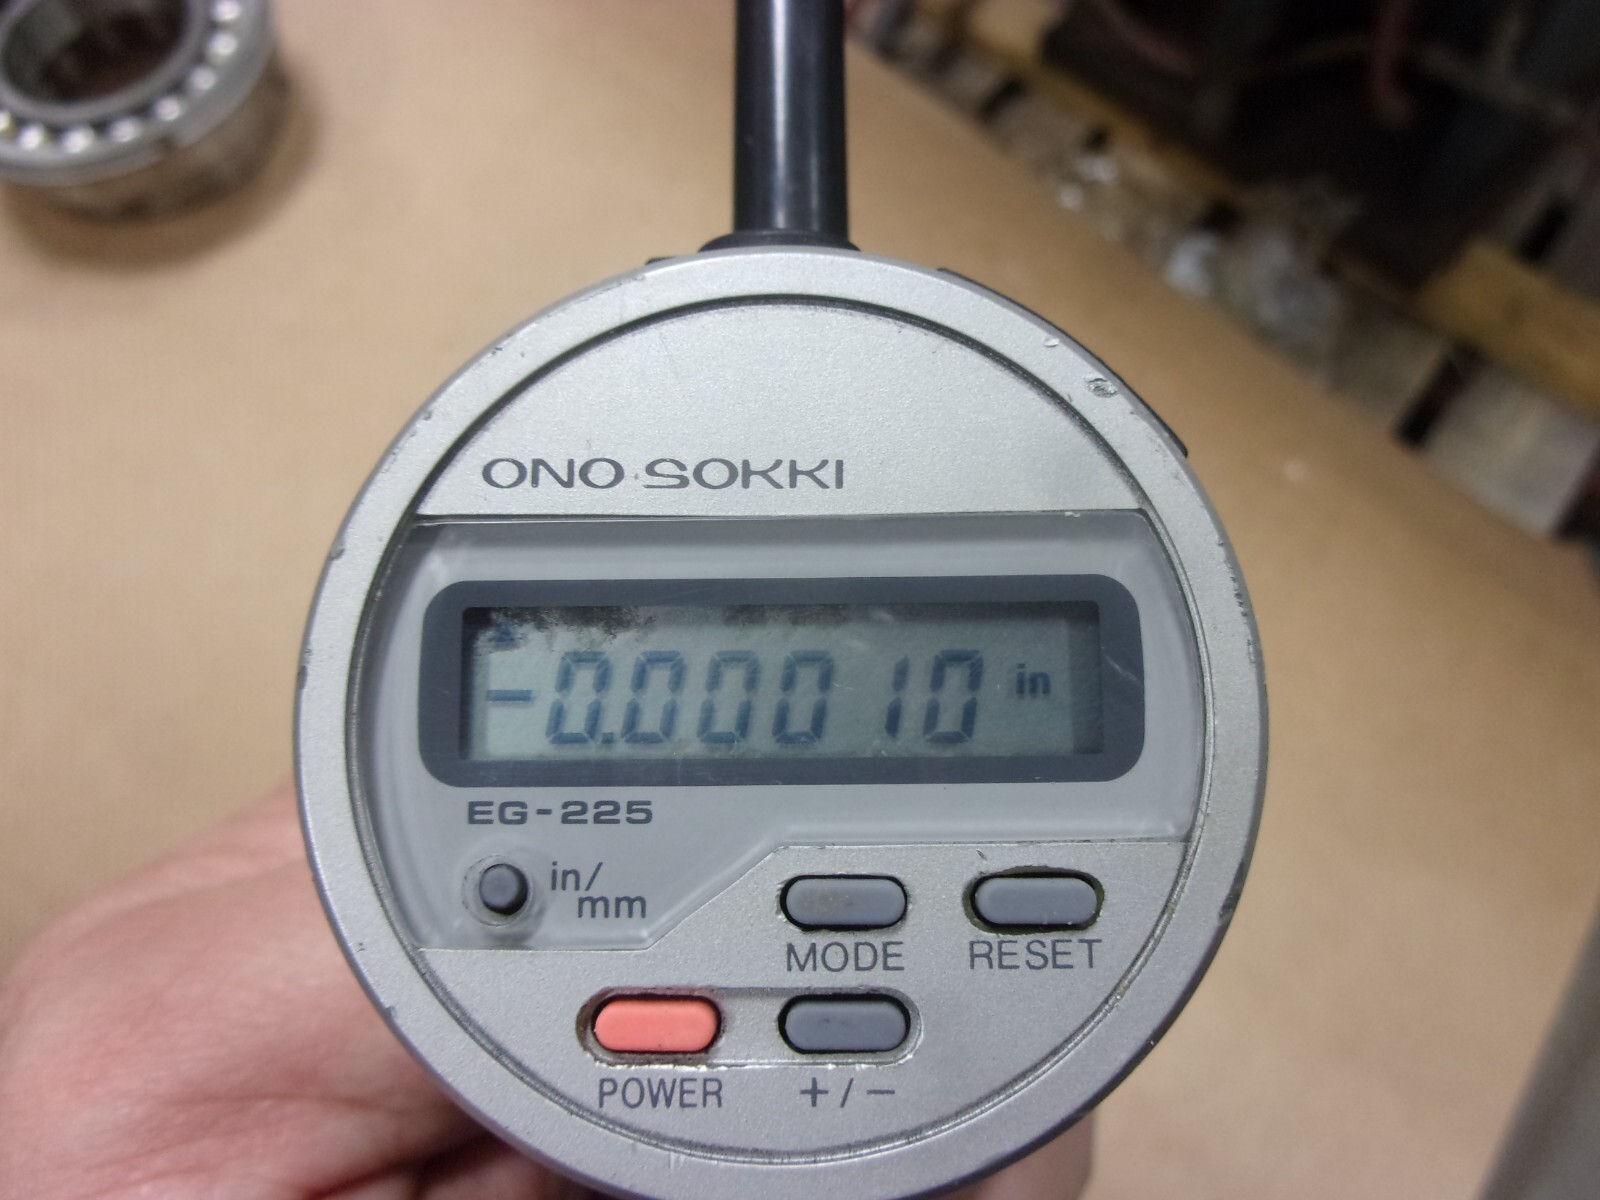 ONO SOKKI
-0.00010 in
EG-225
in/
mm
MODE
RESET
POWER
+/-